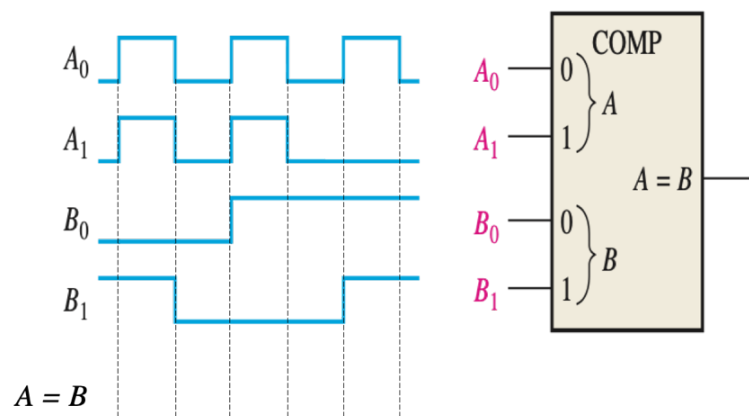 A₀
A₁
B₀
B₁
A = B
COMP
A₀ 0
A
A₁ 1
A = B
B₀ 0
B
B₁ 1